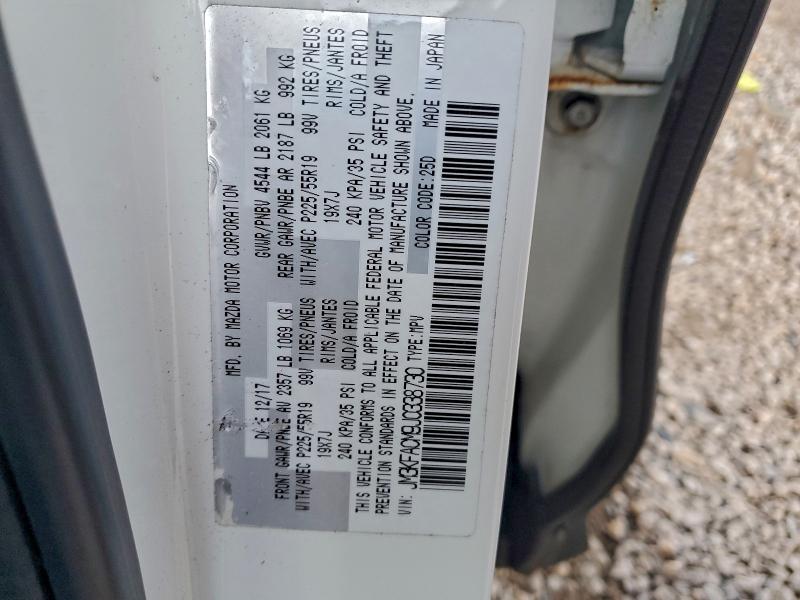 MFD. BY MAZDA MOTOR CORPORATION
DATE 12/17 GVWR/PNBV 4544 LB 2061 KG
FRONT GAWR/PNBE AV 2357 LB 1069 KG REAR GAWR/PNBE AR 2187 LB 992 KG
WITH/AVEC P225/55R19 99V TIRES/PNEUS WITH/AVEC P225/55R19 99V TIRES/PNEUS
19X7J RIMS/JANTES 19X7J RIMS/JANTES
240 KPA/35 PSI COLD/A FROID 240 KPA/35 PSI COLD/A FROID
THIS VEHICLE CONFORMS TO ALL APPLICABLE FEDERAL MOTOR VEHICLE SAFETY AND THEFT
PREVENTION STANDARDS IN EFFECT ON THE DATE OF MANUFACTURE SHOWN ABOVE.
VIN: JM3KFACM9J0338730 TYPE:MPV COLOR CODE:25D MADE IN JAPAN